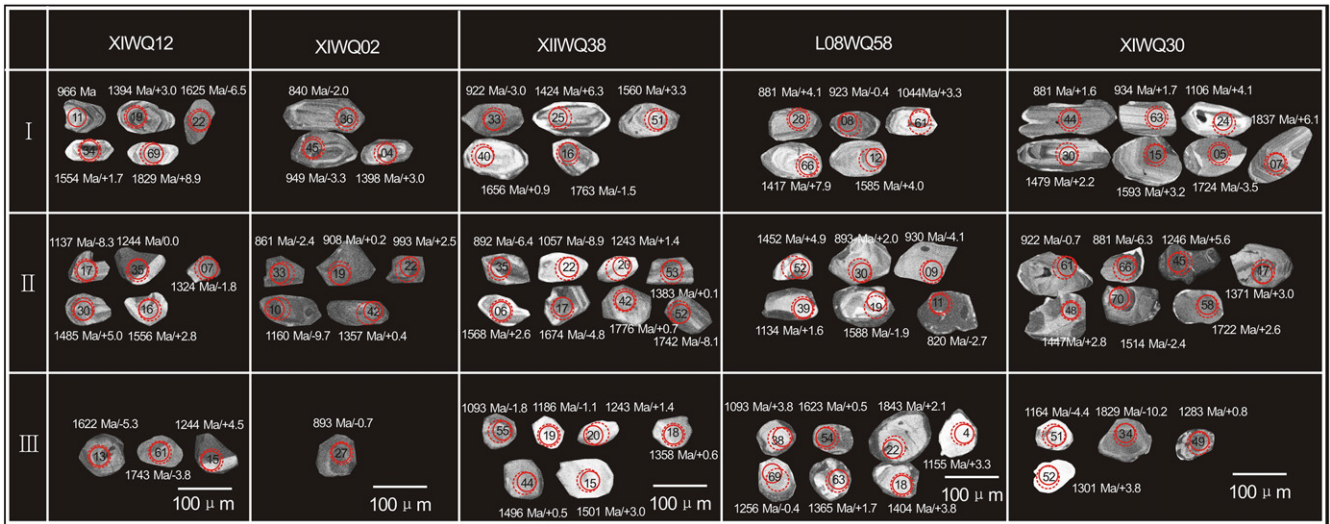 XIWQ12 XIWQ02 XIIWQ38 L08WQ58 XIWQ30
I
966 Ma 1394 Ma/+3.0 1625 Ma/-6.5
11 19 22
34 69
1554 Ma/+1.7 1829 Ma/+8.9
840 Ma/-2.0
36
45 04
949 Ma/-3.3 1398 Ma/+3.0
922 Ma/-3.0 1424 Ma/+6.3 1560 Ma/+3.3
33 25 51
40 16
1656 Ma/+0.9 1763 Ma/-1.5
881 Ma/+4.1 923 Ma/-0.4 1044Ma/+3.3
28 08 61
66 12
1417 Ma/+7.9 1585 Ma/+4.0
881 Ma/+1.6 934 Ma/+1.7 1106 Ma/+4.1
44 63 24 1837 Ma/+6.1
30 15 05 07
1479 Ma/+2.2 1593 Ma/+3.2 1724 Ma/-3.5
II
1137 Ma/-8.3 1244 Ma/0.0
17 35 07
1324 Ma/-1.8
30 16
1485 Ma/+5.0 1556 Ma/+2.8
861 Ma/-2.4 908 Ma/+0.2 993 Ma/+2.5
33 19 22
10 42
1160 Ma/-9.7 1357 Ma/+0.4
892 Ma/-6.4 1057 Ma/-8.9 1243 Ma/+1.4
35 22 20 53
1383 Ma/+0.1
06 17 42 52
1568 Ma/+2.6 1674 Ma/-4.8 1776 Ma/+0.7
1742 Ma/-8.1
1452 Ma/+4.9 893 Ma/+2.0 930 Ma/-4.1
52 30 09
39 19 11
1134 Ma/+1.6 1588 Ma/-1.9 820 Ma/-2.7
922 Ma/-0.7 881 Ma/-6.3 1246 Ma/+5.6
61 66 45 47
1371 Ma/+3.0
48 70 58
1447Ma/+2.8 1514 Ma/-2.4 1722 Ma/+2.6
III
1622 Ma/-5.3 1244 Ma/+4.5
13 61 15
1743 Ma/-3.8
100 μm
893 Ma/-0.7
27
100 μm
1093 Ma/-1.8 1186 Ma/-1.1 1243 Ma/+1.4
55 19 20 18
1358 Ma/+0.6
44 15
1496 Ma/+0.5 1501 Ma/+3.0
100 μm
1093 Ma/+3.8 1623 Ma/+0.5 1843 Ma/+2.1
38 54 22 4
1155 Ma/+3.3
69 63 18
1256 Ma/-0.4 1365 Ma/+1.7 1404 Ma/+3.8
100 μm
1164 Ma/-4.4 1829 Ma/-10.2 1283 Ma/+0.8
51 34 49
52
1301 Ma/+3.8
100 μm